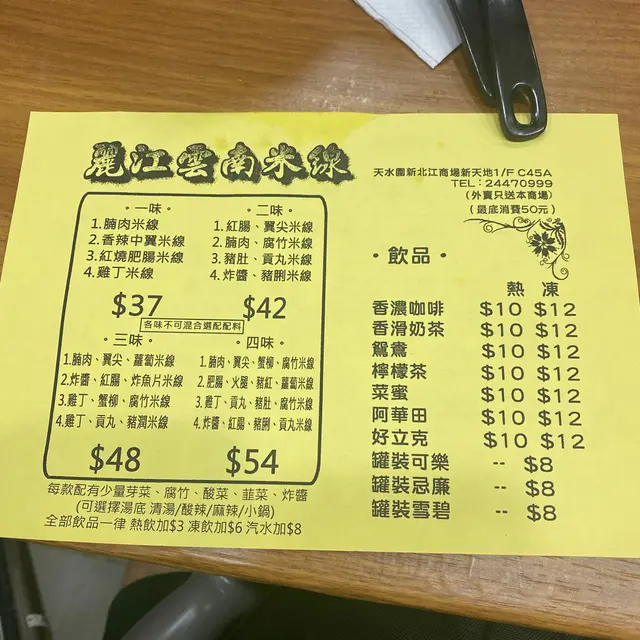 麗江雲南米線
天水圍新北江商場新天地1/F C45A
TEL：24470999
(外賣只送本商場)
(最底消費50元)
·一味·
1.腩肉米線
2.香辣中翼米線
3.紅燒肥腸米線
4.雞丁米線
$37
·二味·
1.紅腸、翼尖米線
2.腩肉、腐竹米線
3.豬肚、貢丸米線
4.炸醬、豬脷米線
$42
各味不可混合選配配料
·三味·
1.腩肉、翼尖、蘿蔔米線
2.炸醬、紅腸、炸魚片米線
3.雞丁、蟹柳、腐竹米線
4.雞丁、貢丸、豬潤米線
$48
·四味·
1.腩肉、翼尖、蟹柳、腐竹米線
2.肥腸、火腿、豬紅、蘿蔔米線
3.雞丁、貢丸、豬肚、腐竹米線
4.炸醬、紅腸、豬脷、貢丸米線
$54
每款配有少量芽菜、腐竹、酸菜、韮菜、炸醬
(可選擇湯底 清湯/酸辣/麻辣/小鍋)
全部飲品一律 熱飲加$3 凍飲加$6 汽水加$8
·飲品·
熱 凍
香濃咖啡 $10 $12
香滑奶茶 $10 $12
鴛鴦 $10 $12
檸檬茶 $10 $12
菜蜜 $10 $12
阿華田 $10 $12
好立克 $10 $12
罐裝可樂 -- $8
罐裝忌廉 -- $8
罐裝雪碧 -- $8